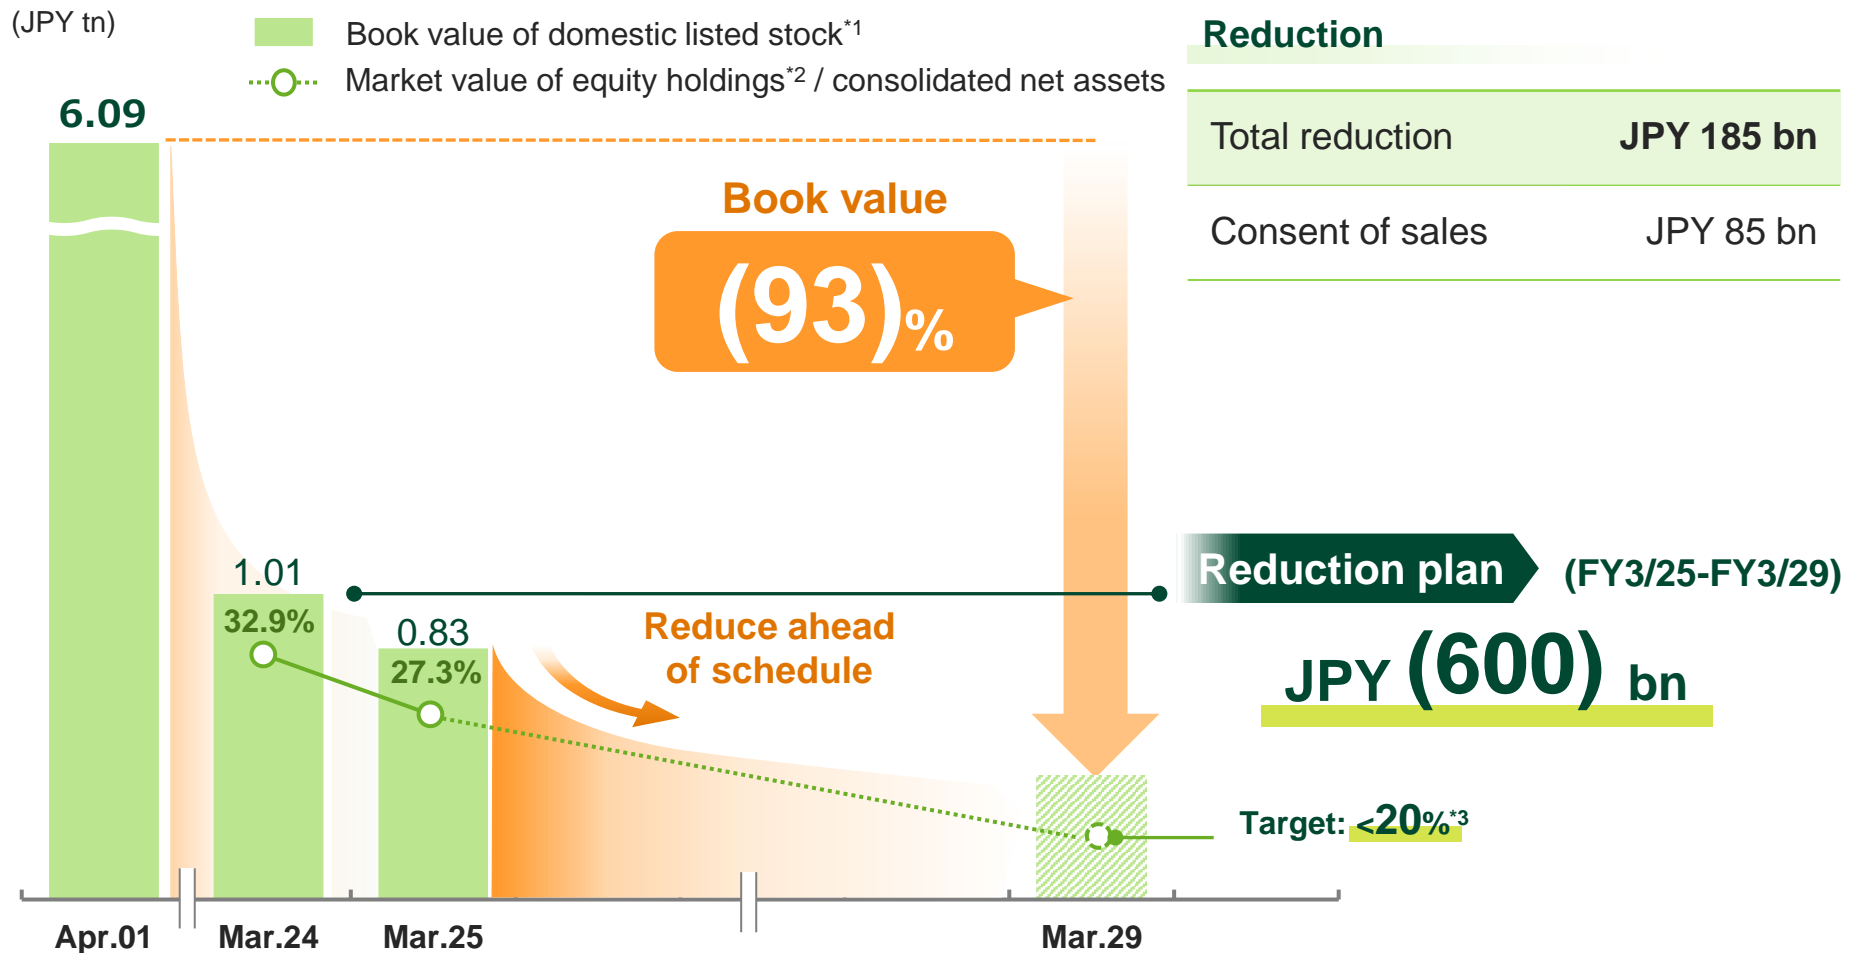 (JPY tn)
Book value of domestic listed stock*1
Market value of equity holdings*2 / consolidated net assets
Reduction
Total reduction JPY 185 bn
Consent of sales JPY 85 bn
6.09
Book value
(93)%
1.01
32.9%
0.83
27.3%
Reduce ahead
of schedule
Reduction plan (FY3/25-FY3/29)
JPY (600) bn
Target: <20%*3
Apr.01 Mar.24 Mar.25 Mar.29